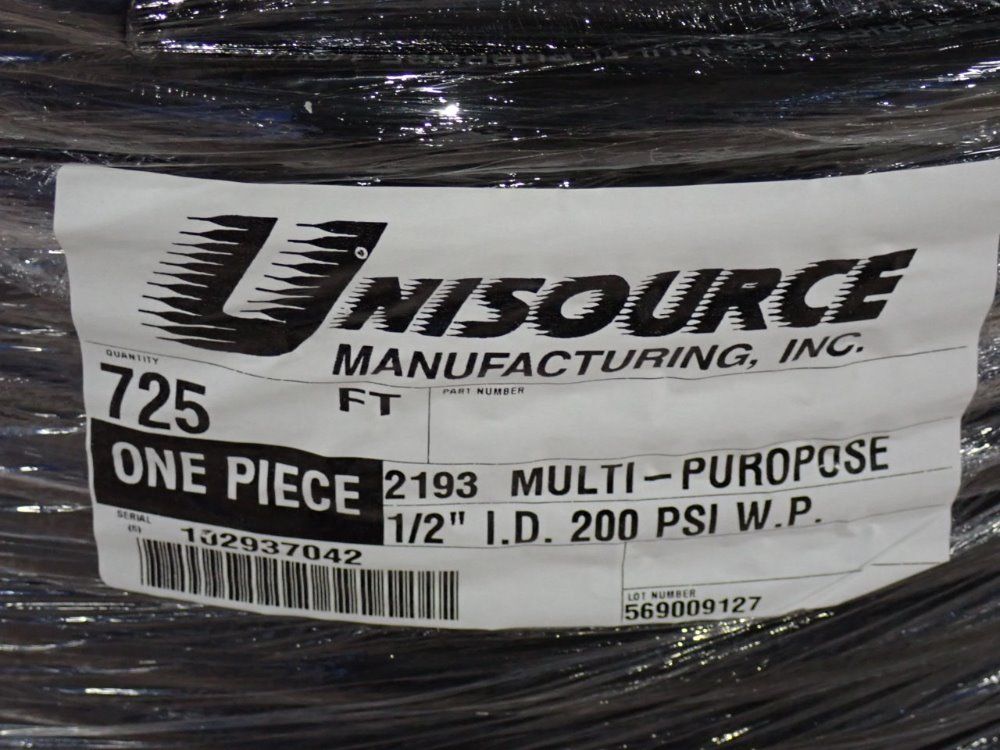 UNISOURCE
MANUFACTURING, INC.
QUANTITY
725 FT
PART NUMBER
ONE PIECE
2193 MULTI-PUROPOSE
1/2" I.D. 200 PSI W.P.
SERIAL
(S) 102937042
LOT NUMBER
569009127